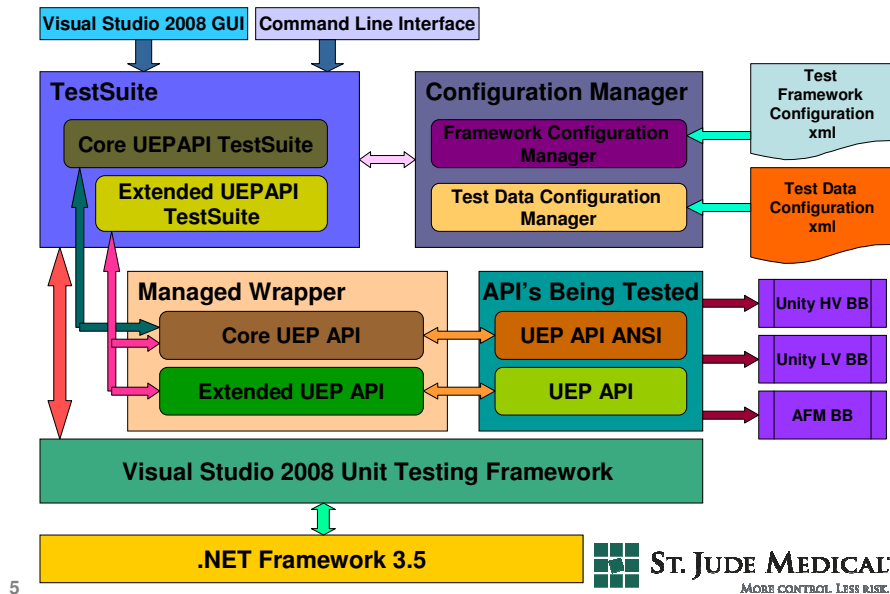 Visual Studio 2008 GUI
Command Line Interface
TestSuite
Core UEPAPI TestSuite
Extended UEPAPI
TestSuite
Configuration Manager
Framework Configuration
Manager
Test Data Configuration
Manager
Test
Framework
Configuration
xml
Test Data
Configuration
xml
Managed Wrapper
Core UEP API
Extended UEP API
API's Being Tested
UEP API ANSI
UEP API
Unity HV BB
Unity LV BB
AFM BB
Visual Studio 2008 Unit Testing Framework
.NET Framework 3.5
5
ST. JUDE MEDICAL
MORE CONTROL. LESS RISK.